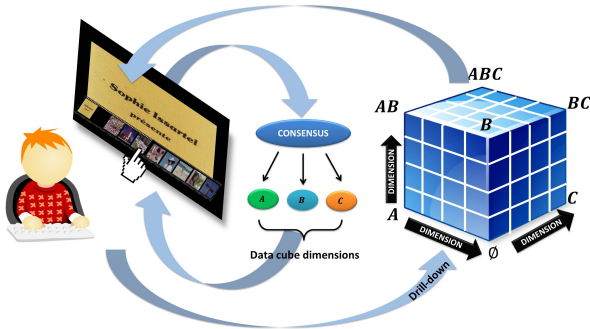 Sophie Issartel
présente
CONSENSUS
A
B
C
Data cube dimensions
ABC
AB
BC
B
DIMENSION
A
C
DIMENSION
DIMENSION
Ø
Drill-down